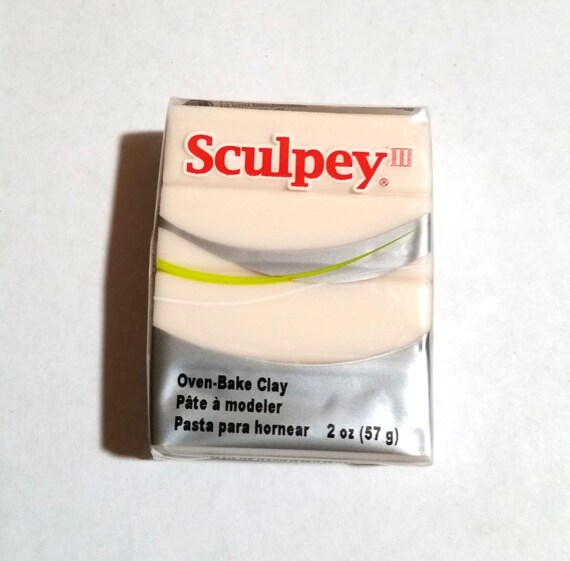 Sculpey III ®
Oven-Bake Clay
Pâte à modeler
Pasta para hornear 2 oz (57 g)